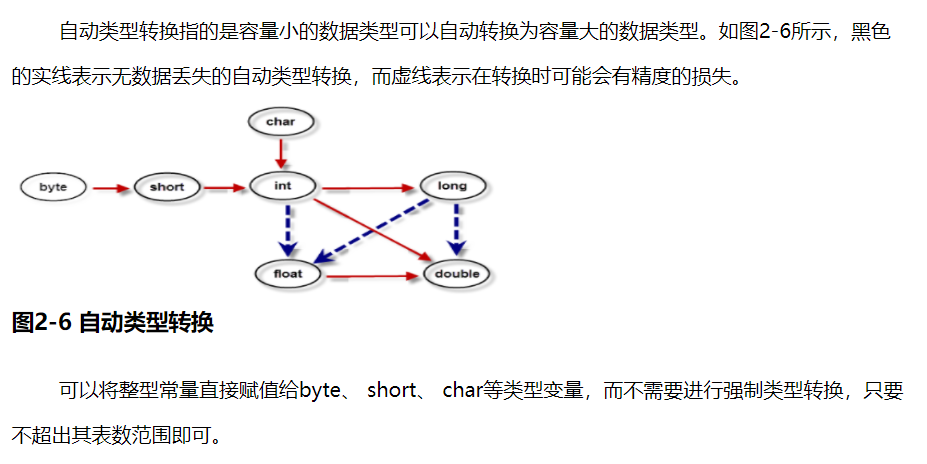 自动类型转换指的是容量小的数据类型可以自动转换为容量大的数据类型。如图2-6所示，黑色
的实线表示无数据丢失的自动类型转换，而虚线表示在转换时可能会有精度的损失。
char
byte
short
int
long
float
double
图2-6 自动类型转换
可以将整型常量直接赋值给byte、 short、 char等类型变量，而不需要进行强制类型转换，只要
不超出其表数范围即可。